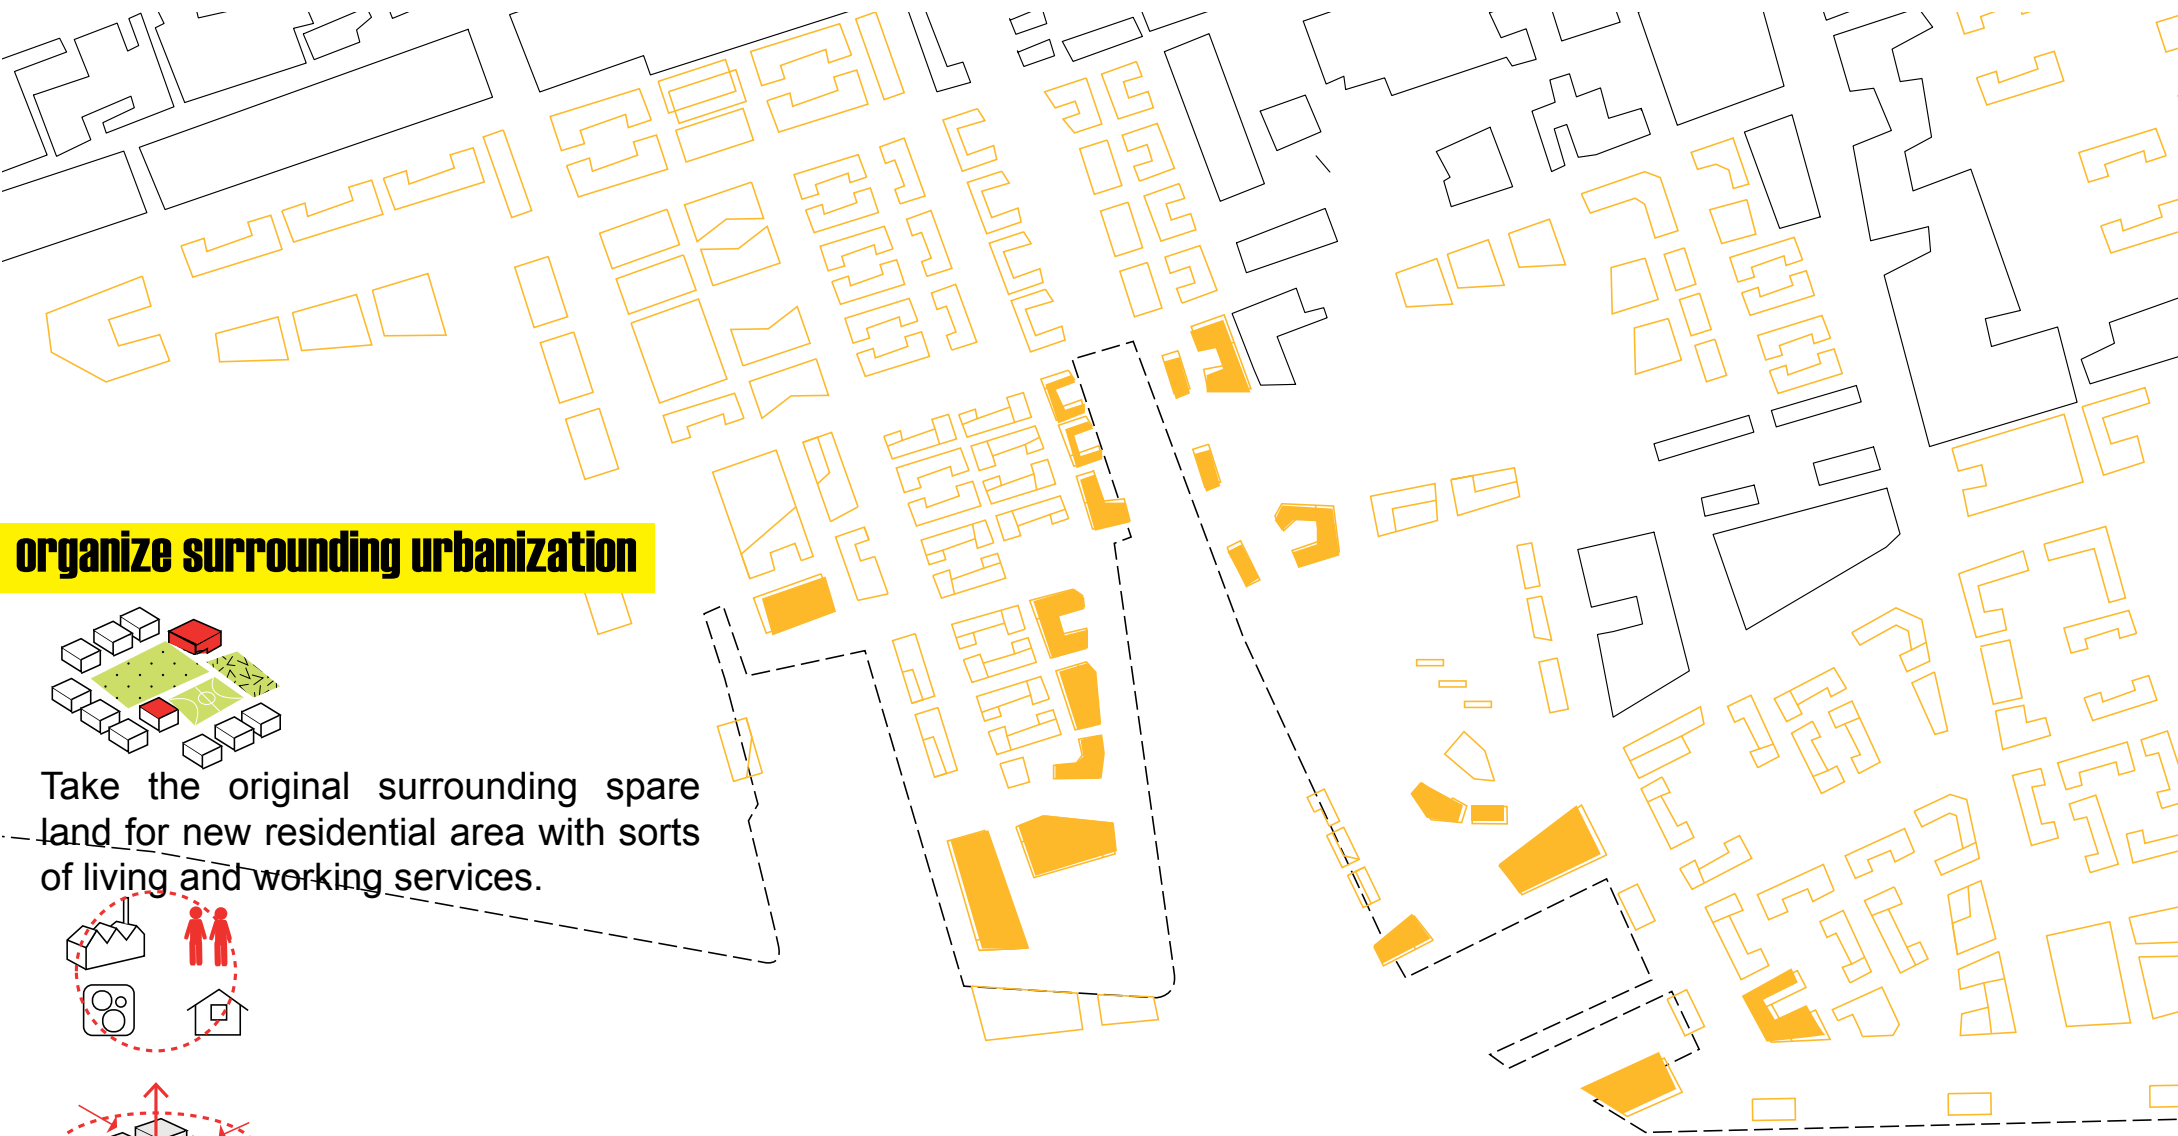 organize surrounding urbanization
Take the original surrounding spare
land for new residential area with sorts
of living and working services.